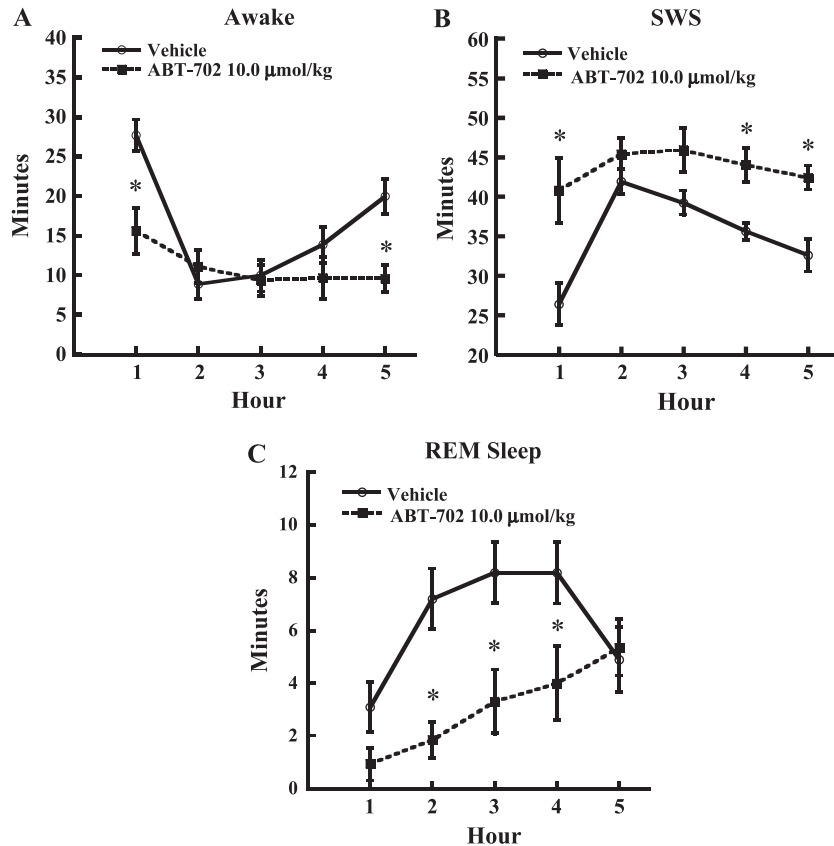 A
Awake
Vehicle
ABT-702 10.0 μmol/kg
40
35
30
25
20
15
10
5
0
Minutes
*
*
1 2 3 4 5
Hour
B
SWS
Vehicle
ABT-702 10.0 μmol/kg
60
55
50
45
40
35
30
25
20
Minutes
*
*
*
1 2 3 4 5
Hour
C
REM Sleep
Vehicle
ABT-702 10.0 μmol/kg
12
10
8
6
4
2
0
Minutes
*
*
*
1 2 3 4 5
Hour